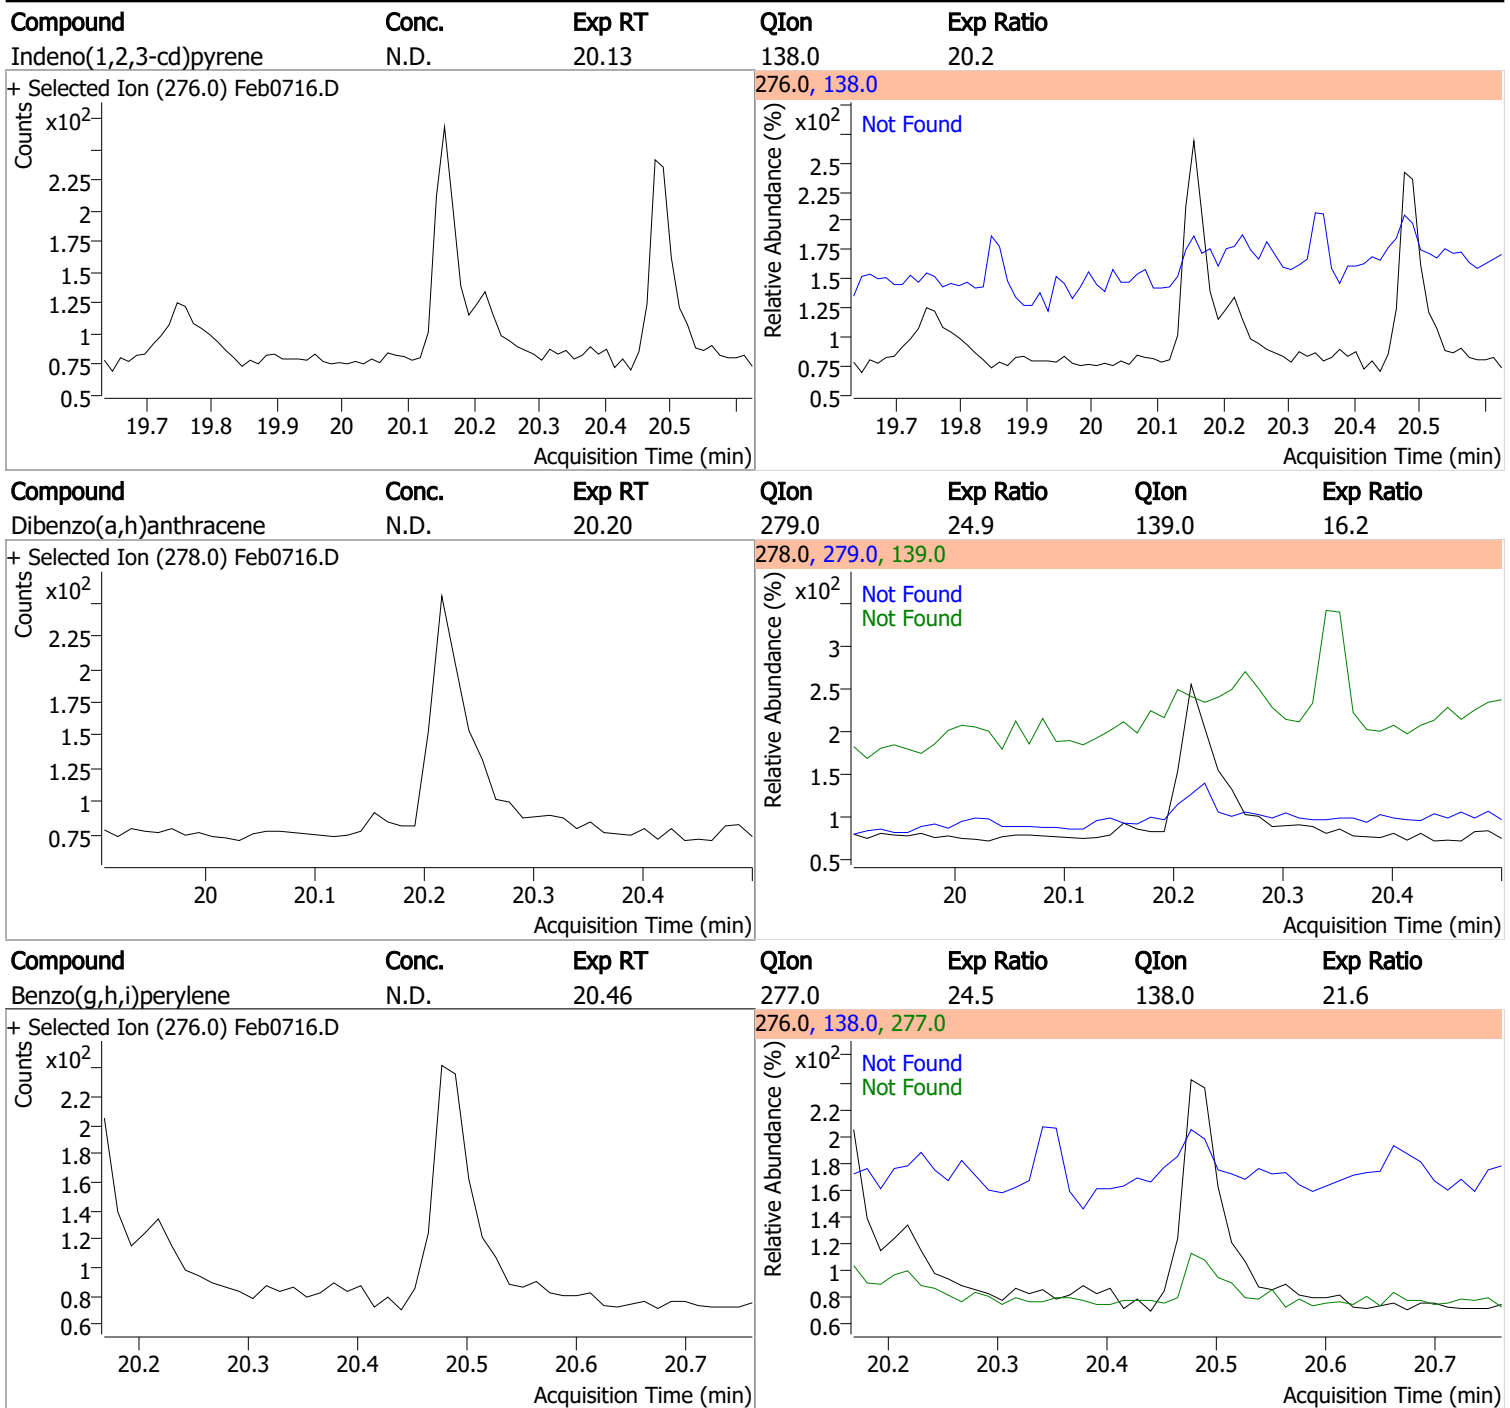 Compound Conc. Exp RT QIon Exp Ratio
Indeno(1,2,3-cd)pyrene N.D. 20.13 138.0 20.2
+ Selected Ion (276.0) Feb0716.D
Counts
x10²
2.25
2
1.75
1.5
1.25
1
0.75
0.5
19.7 19.8 19.9 20 20.1 20.2 20.3 20.4 20.5
Acquisition Time (min)
276.0, 138.0
Relative Abundance (%)
x10²
Not Found
2.5
2.25
2
1.75
1.5
1.25
1
0.75
0.5
19.7 19.8 19.9 20 20.1 20.2 20.3 20.4 20.5
Acquisition Time (min)
Compound Conc. Exp RT QIon Exp Ratio QIon Exp Ratio
Dibenzo(a,h)anthracene N.D. 20.20 279.0 24.9 139.0 16.2
+ Selected Ion (278.0) Feb0716.D
Counts
x10²
2.25
2
1.75
1.5
1.25
1
0.75
20 20.1 20.2 20.3 20.4
Acquisition Time (min)
278.0, 279.0, 139.0
Relative Abundance (%)
x10²
Not Found
Not Found
3
2.5
2
1.5
1
0.5
20 20.1 20.2 20.3 20.4
Acquisition Time (min)
Compound Conc. Exp RT QIon Exp Ratio QIon Exp Ratio
Benzo(g,h,i)perylene N.D. 20.46 277.0 24.5 138.0 21.6
+ Selected Ion (276.0) Feb0716.D
Counts
x10²
2.2
2
1.8
1.6
1.4
1.2
1
0.8
0.6
20.2 20.3 20.4 20.5 20.6 20.7
Acquisition Time (min)
276.0, 138.0, 277.0
Relative Abundance (%)
x10²
Not Found
Not Found
2.2
2
1.8
1.6
1.4
1.2
1
0.8
0.6
20.2 20.3 20.4 20.5 20.6 20.7
Acquisition Time (min)